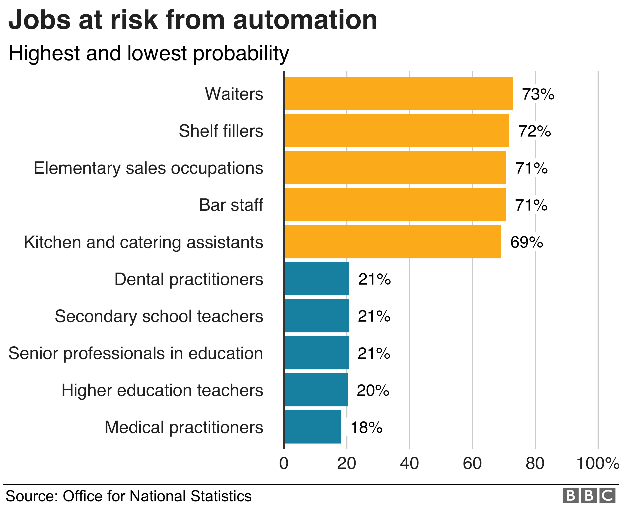 Jobs at risk from automation
Highest and lowest probability
Waiters 73%
Shelf fillers 72%
Elementary sales occupations 71%
Bar staff 71%
Kitchen and catering assistants 69%
Dental practitioners 21%
Secondary school teachers 21%
Senior professionals in education 21%
Higher education teachers 20%
Medical practitioners 18%
0 20 40 60 80 100%
Source: Office for National Statistics BBC